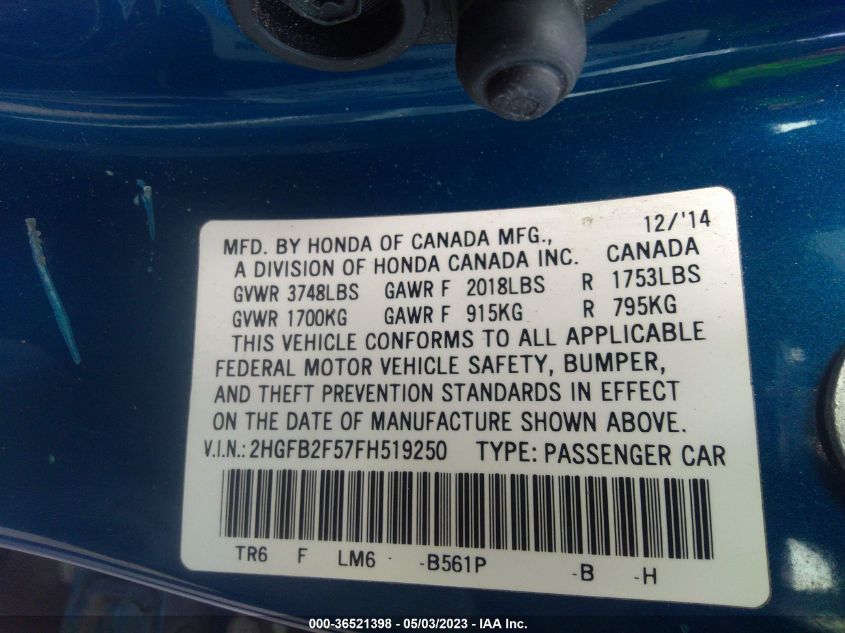 12/'14
MFD. BY HONDA OF CANADA MFG.,
A DIVISION OF HONDA CANADA INC. CANADA
GVWR 3748LBS GAWR F 2018LBS R 1753LBS
GVWR 1700KG GAWR F 915KG R 795KG
THIS VEHICLE CONFORMS TO ALL APPLICABLE
FEDERAL MOTOR VEHICLE SAFETY, BUMPER,
AND THEFT PREVENTION STANDARDS IN EFFECT
ON THE DATE OF MANUFACTURE SHOWN ABOVE.
V.I.N.: 2HGFB2F57FH519250 TYPE: PASSENGER CAR
TR6 F LM6 -B561P -B -H
000-36521398 - 05/03/2023 - IAA Inc.